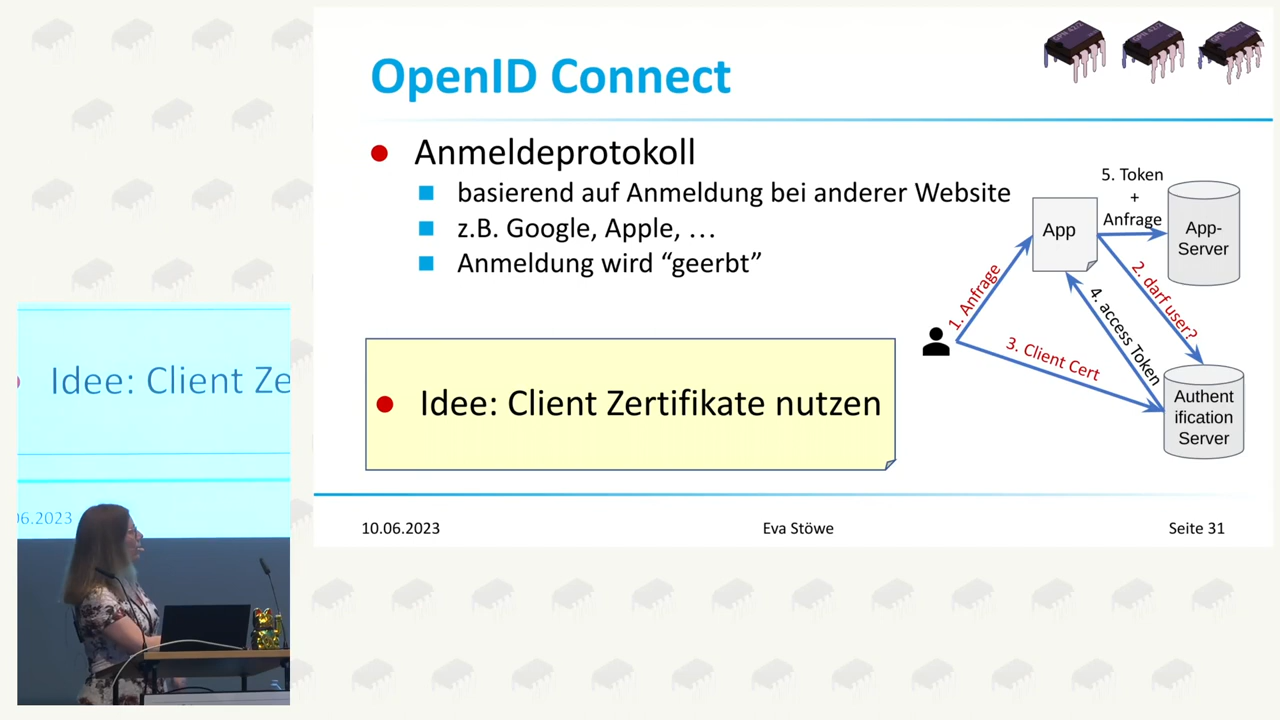 OpenID Connect
Anmeldeprotokoll
basierend auf Anmeldung bei anderer Website
z.B. Google, Apple, …
Anmeldung wird “geerbt”
Idee: Client Zertifikate nutzen
5. Token
+
Anfrage
App
App-
Server
1. Anfrage
2. darf user?
3. Client Cert
4. access Token
Authent
ification
Server
10.06.2023
Eva Stöwe
Seite 31
Idee: Client Ze
06.2023